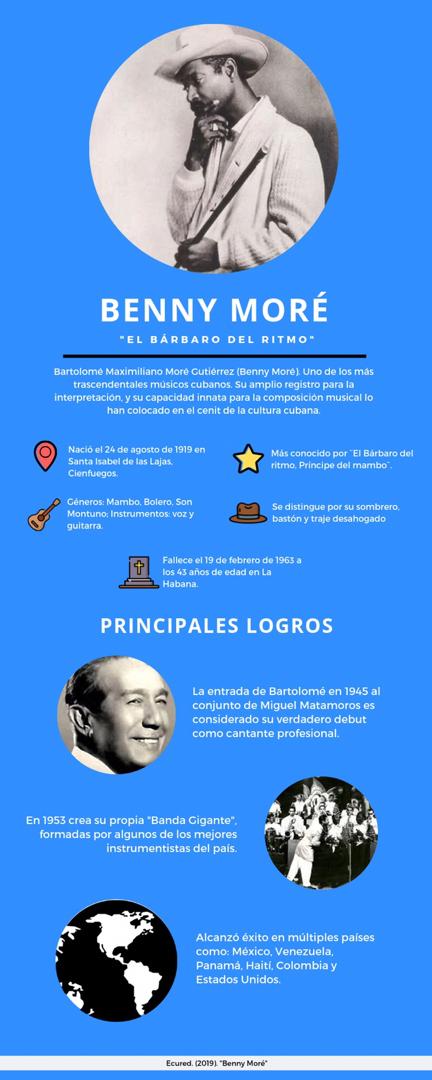 BENNY MORÉ
"EL BÁRBARO DEL RITMO"
Bartolomé Maximiliano Moré Gutiérrez (Benny Moré). Uno de los más
trascendentales músicos cubanos. Su amplio registro para la
interpretación, y su capacidad innata para la composición musical lo
han colocado en el cenit de la cultura cubana.
Nació el 24 de agosto de 1919 en
Santa Isabel de las Lajas,
Cienfuegos.
Más conocido por ¨El Bárbaro del
ritmo, Príncipe del mambo¨.
Géneros: Mambo, Bolero, Son
Montuno; Instrumentos: voz y
guitarra.
Se distingue por su sombrero,
bastón y traje desahogado
Fallece el 19 de febrero de 1963 a
los 43 años de edad en La
Habana.
PRINCIPALES LOGROS
La entrada de Bartolomé en 1945 al
conjunto de Miguel Matamoros es
considerado su verdadero debut
como cantante profesional.
En 1953 crea su propia "Banda Gigante",
formadas por algunos de los mejores
instrumentistas del país.
Alcanzó éxito en múltiples países
como: México, Venezuela,
Panamá, Haití, Colombia y
Estados Unidos.
Ecured. (2019). "Benny Moré"